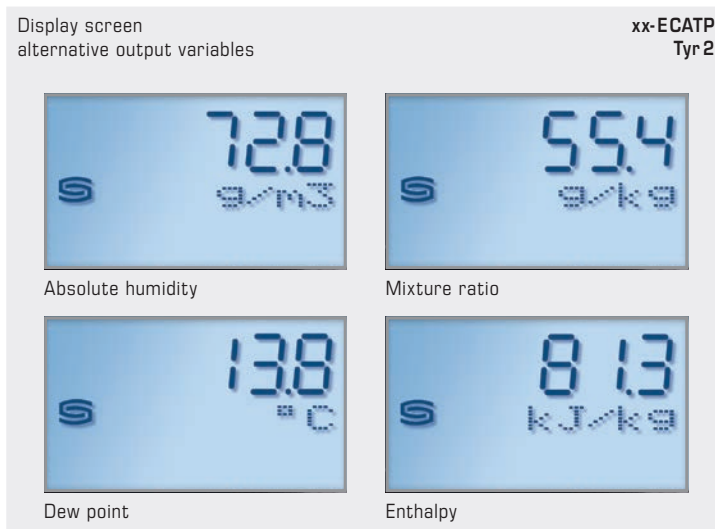 Display screen
alternative output variables
xx-ECATP
Tyr 2
72.8
g/m3
Absolute humidity
55.4
g/kg
Mixture ratio
13.8
°C
Dew point
81.3
kJ/kg
Enthalpy